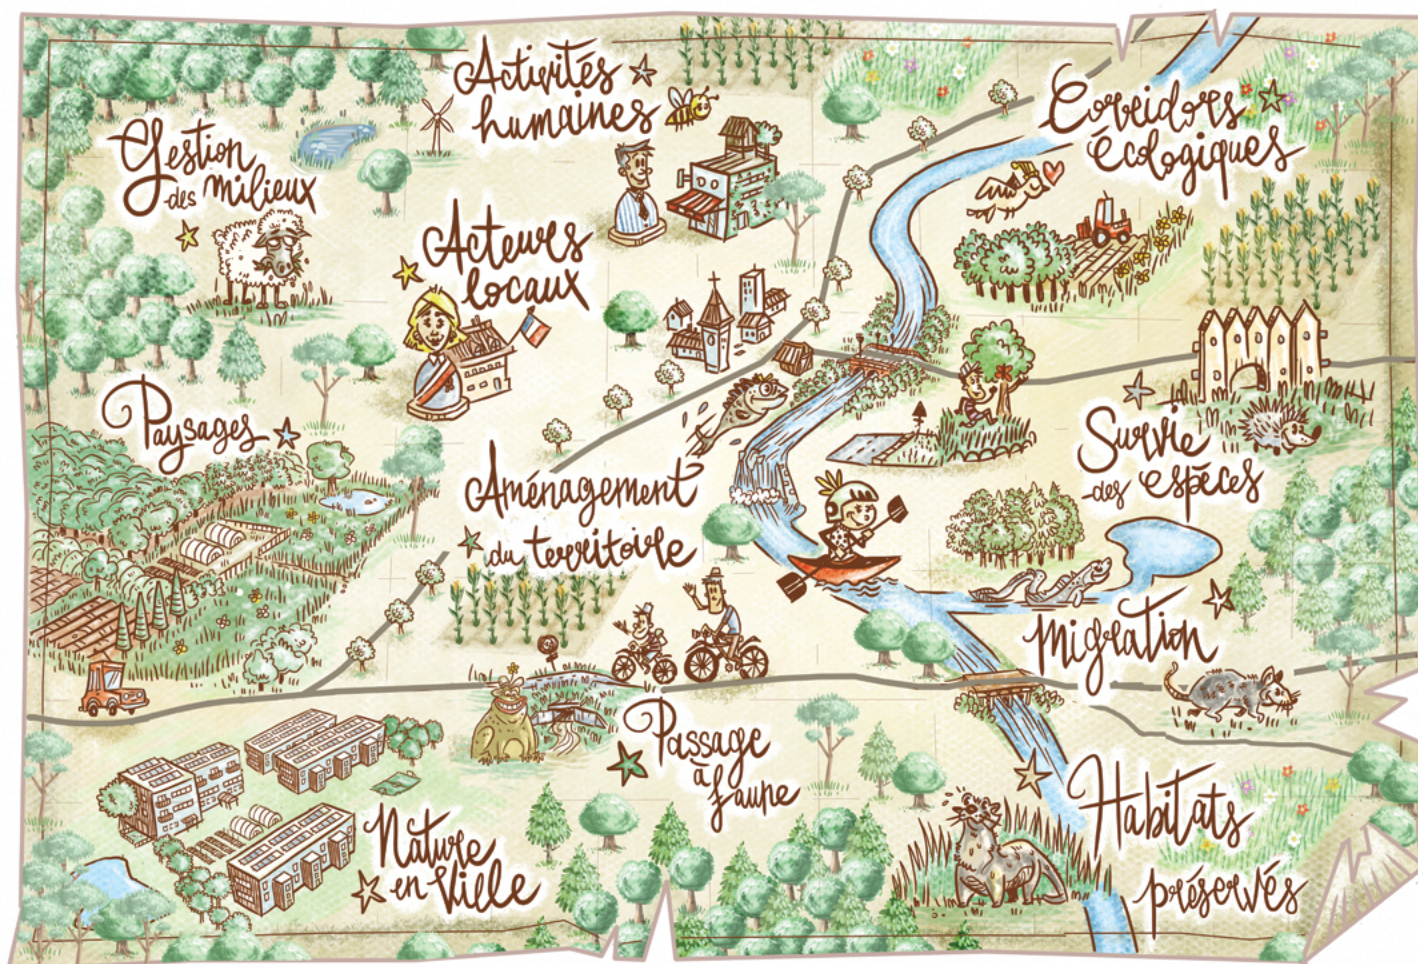 Activités
humaines
Corridors
écologiques
Gestion
des milieux
Acteurs
locaux
Paysages
Survie
des espèces
Aménagement
du territoire
Migration
Passage
à faune
Habitats
préservés
Nature
en Ville